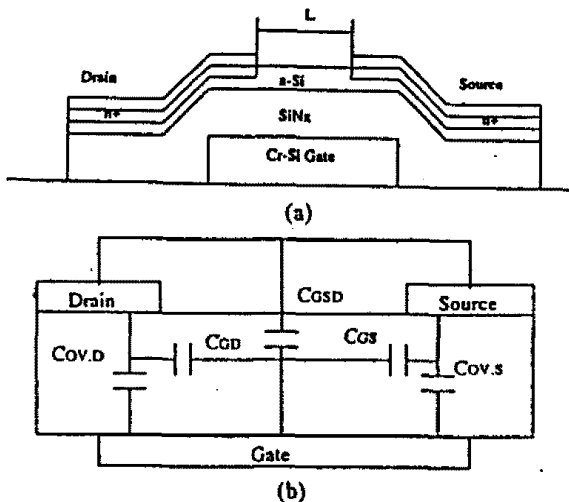 L
Drain
Source
a-Si
n+
n+
SiNx
Cr-Si Gate
(a)
Drain
CGSD
Source
CGD
CGS
COV.D
COV.S
Gate
(b)